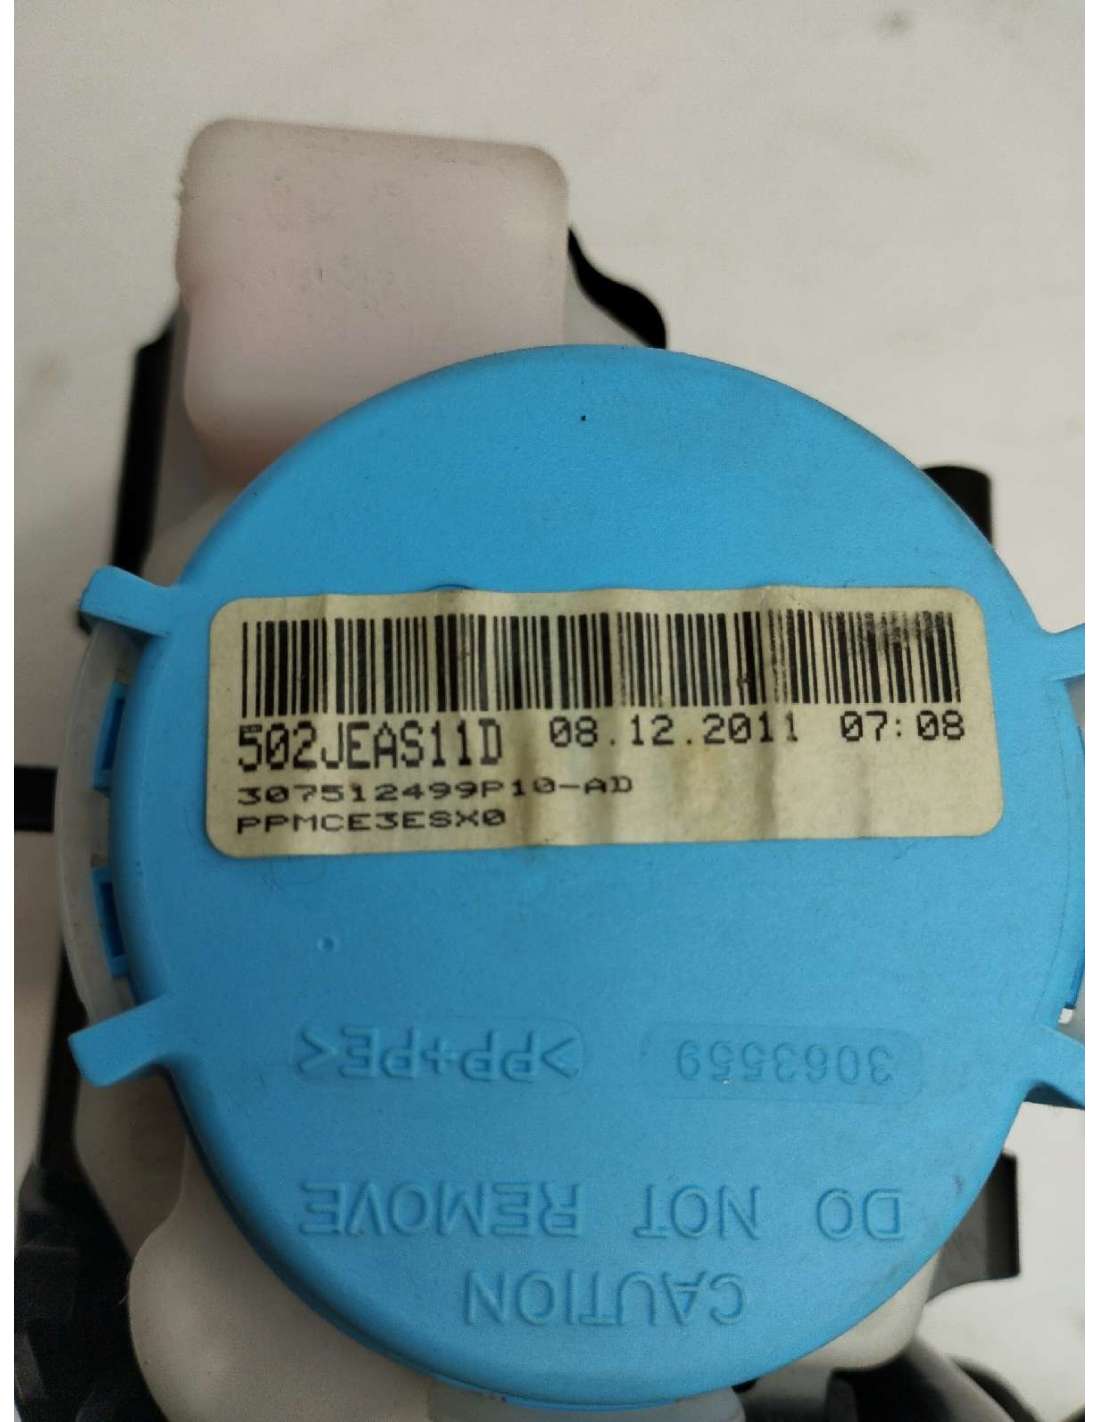 502JEAS11D 08.12.2011 07:08
307512499P10-AD
PPMCE3ESX0
CAUTION
DO NOT REMOVE
3063559 >PP+PE<